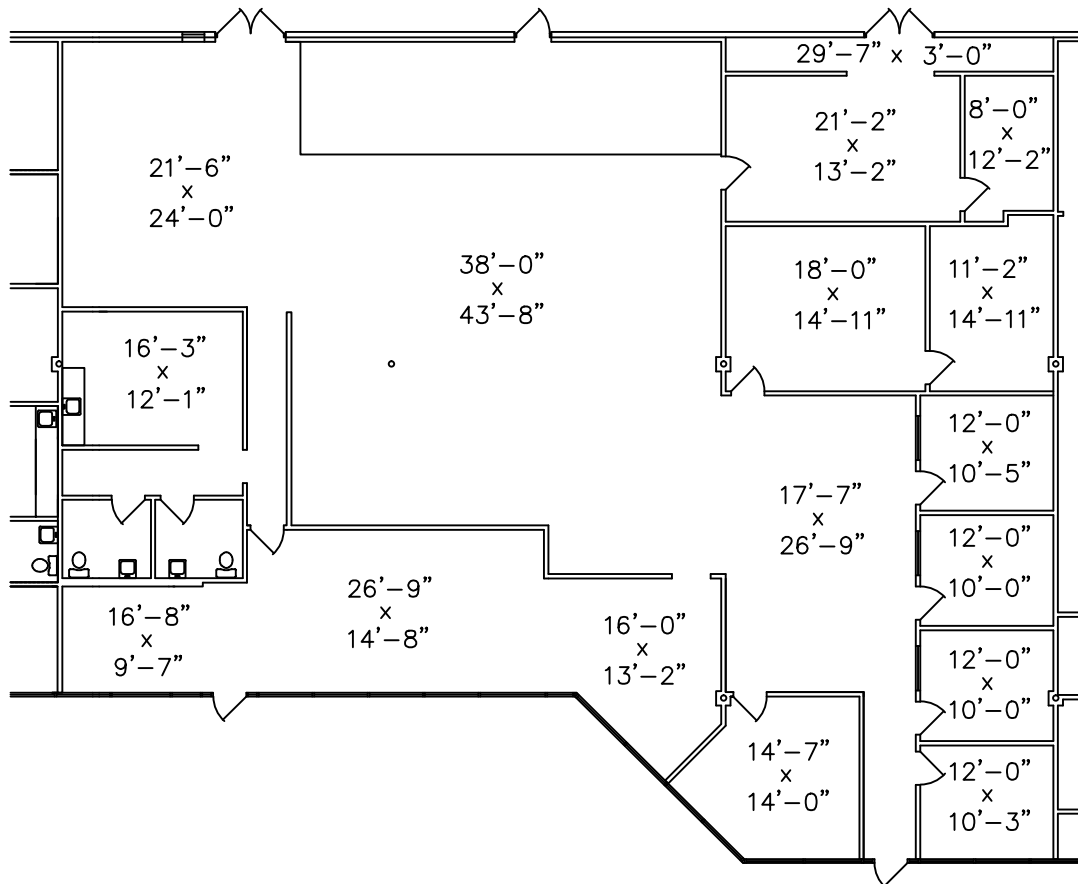 29’-7” x 3’-0”
21’-2”
x
13’-2”
8’-0”
x
12’-2”
21’-6”
x
24’-0”
38’-0”
x
43’-8”
18’-0”
x
14’-11”
11’-2”
x
14’-11”
16’-3”
x
12’-1”
12’-0”
x
10’-5”
17’-7”
x
26’-9”
12’-0”
x
10’-0”
26’-9”
x
14’-8”
16’-8”
x
9’-7”
16’-0”
x
13’-2”
12’-0”
x
10’-0”
14’-7”
x
14’-0”
12’-0”
x
10’-3”